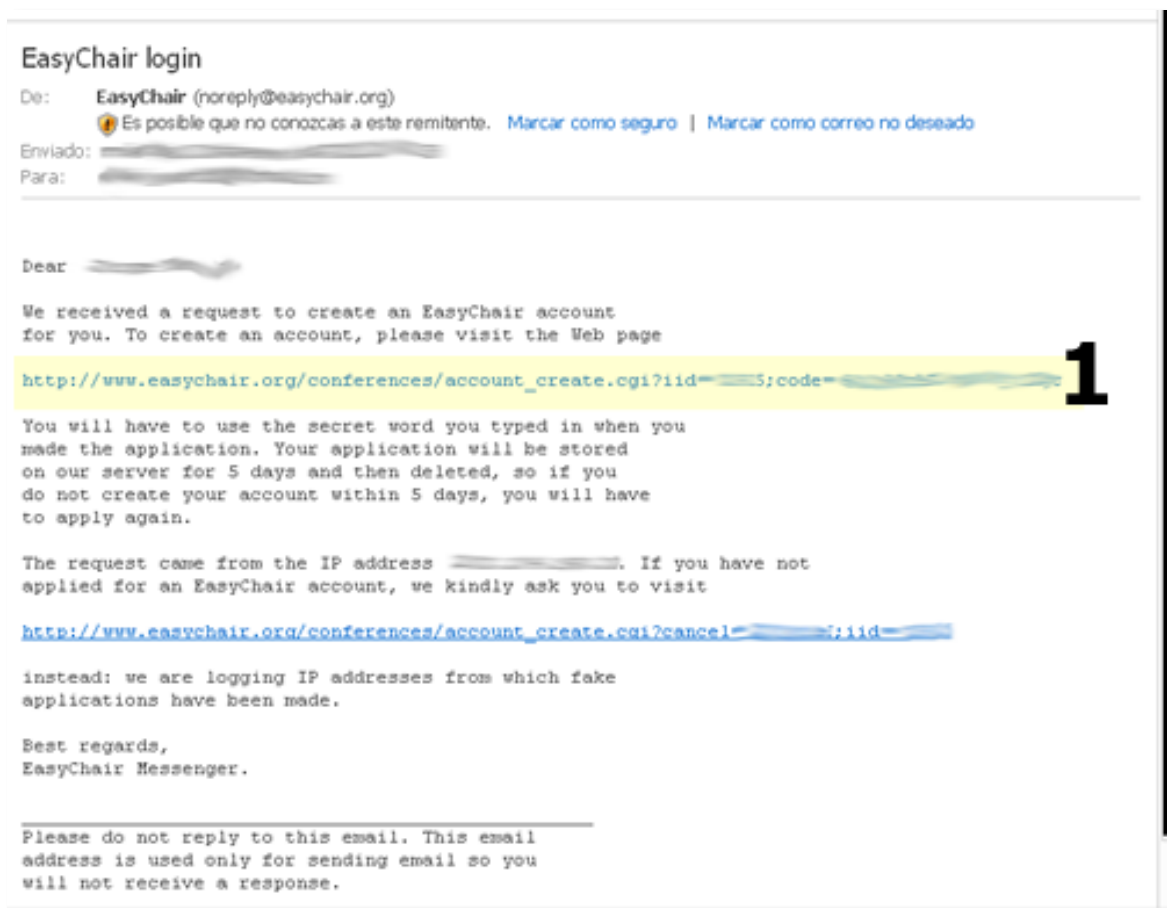 EasyChair login
De: EasyChair (noreply@easychair.org)
Es posible que no conozcas a este remitente. Marcar como seguro | Marcar como correo no deseado
Enviado:
Para:
Dear
We received a request to create an EasyChair account
for you. To create an account, please visit the Web page
http://www.easychair.org/conferences/account_create.cgi?iid= 5;code=
1
You will have to use the secret word you typed in when you
made the application. Your application will be stored
on our server for 5 days and then deleted, so if you
do not create your account within 5 days, you will have
to apply again.
The request came from the IP address . If you have not
applied for an EasyChair account, we kindly ask you to visit
http://www.easychair.org/conferences/account_create.cgi?cancel= ;iid=
instead: we are logging IP addresses from which fake
applications have been made.
Best regards,
EasyChair Messenger.
Please do not reply to this email. This email
address is used only for sending email so you
will not receive a response.